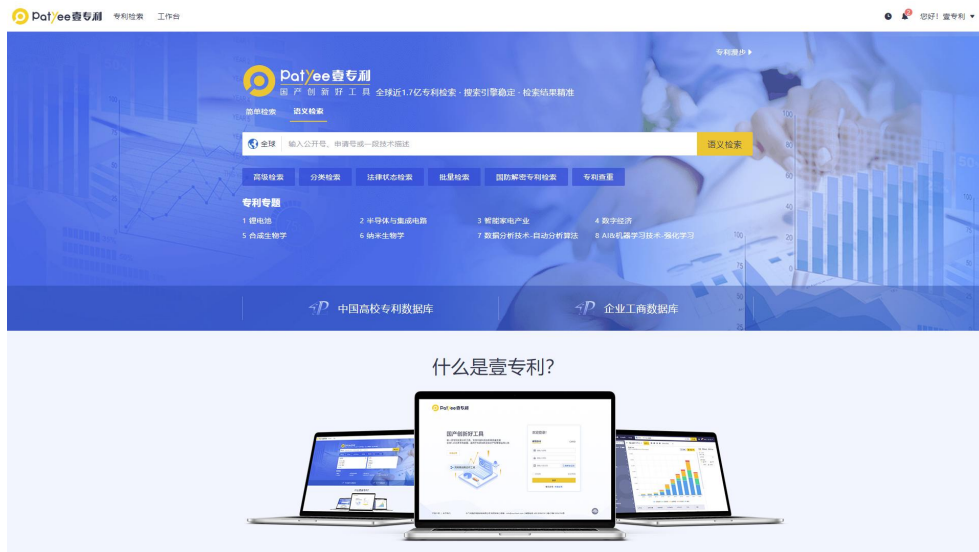 Patyee壹专利 专利检索 工作台 2 您好！壹专利
专利漫步
Patyee壹专利
国产创新好工具 全球近1.7亿专利检索·搜索引擎稳定·检索结果精准
简单检索 语义检索
全球 输入公开号、申请号或一段技术描述 语义检索
高级检索 分类检索 法律状态检索 批量检索 国防解密专利检索 专利查重
专利专题
1 锂电池 2 半导体与集成电路 3 智能家电产业 4 数字经济
5 合成生物学 6 纳米生物学 7 数据分析技术-自动分析算法 8 AI&机器学习技术-强化学习
中国高校专利数据库 企业工商数据库
什么是壹专利?
Patyee壹专利
国产创新好工具